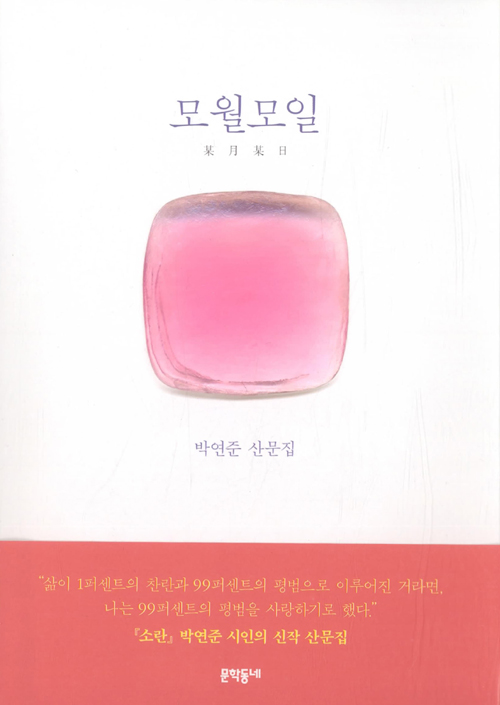 모월모일
某月某日
박연준 산문집
“삶이 1퍼센트의 찬란과 99퍼센트의 평범으로 이루어진 거라면,
나는 99퍼센트의 평범을 사랑하기로 했다.”
『소란』 박연준 시인의 신작 산문집
문학동네